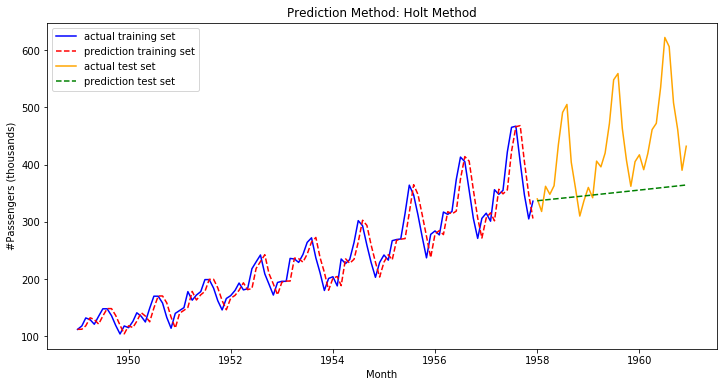 Prediction Method: Holt Method
actual training set
prediction training set
actual test set
prediction test set
600
500
400
300
200
100
#Passengers (thousands)
1950
1952
1954
1956
1958
1960
Month